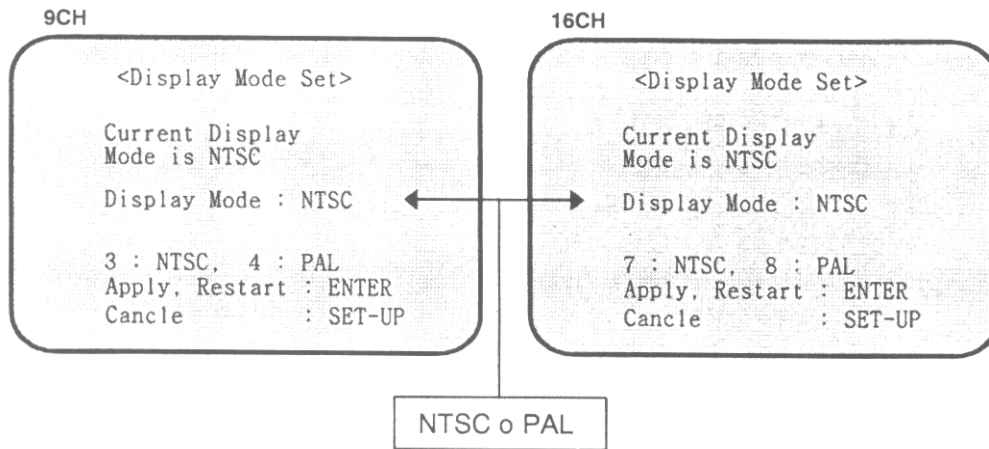 9CH
<Display Mode Set>
Current Display
Mode is NTSC
Display Mode : NTSC
3 : NTSC, 4 : PAL
Apply, Restart : ENTER
Cancle : SET-UP
16CH
<Display Mode Set>
Current Display
Mode is NTSC
Display Mode : NTSC
7 : NTSC, 8 : PAL
Apply, Restart : ENTER
Cancle : SET-UP
NTSC o PAL